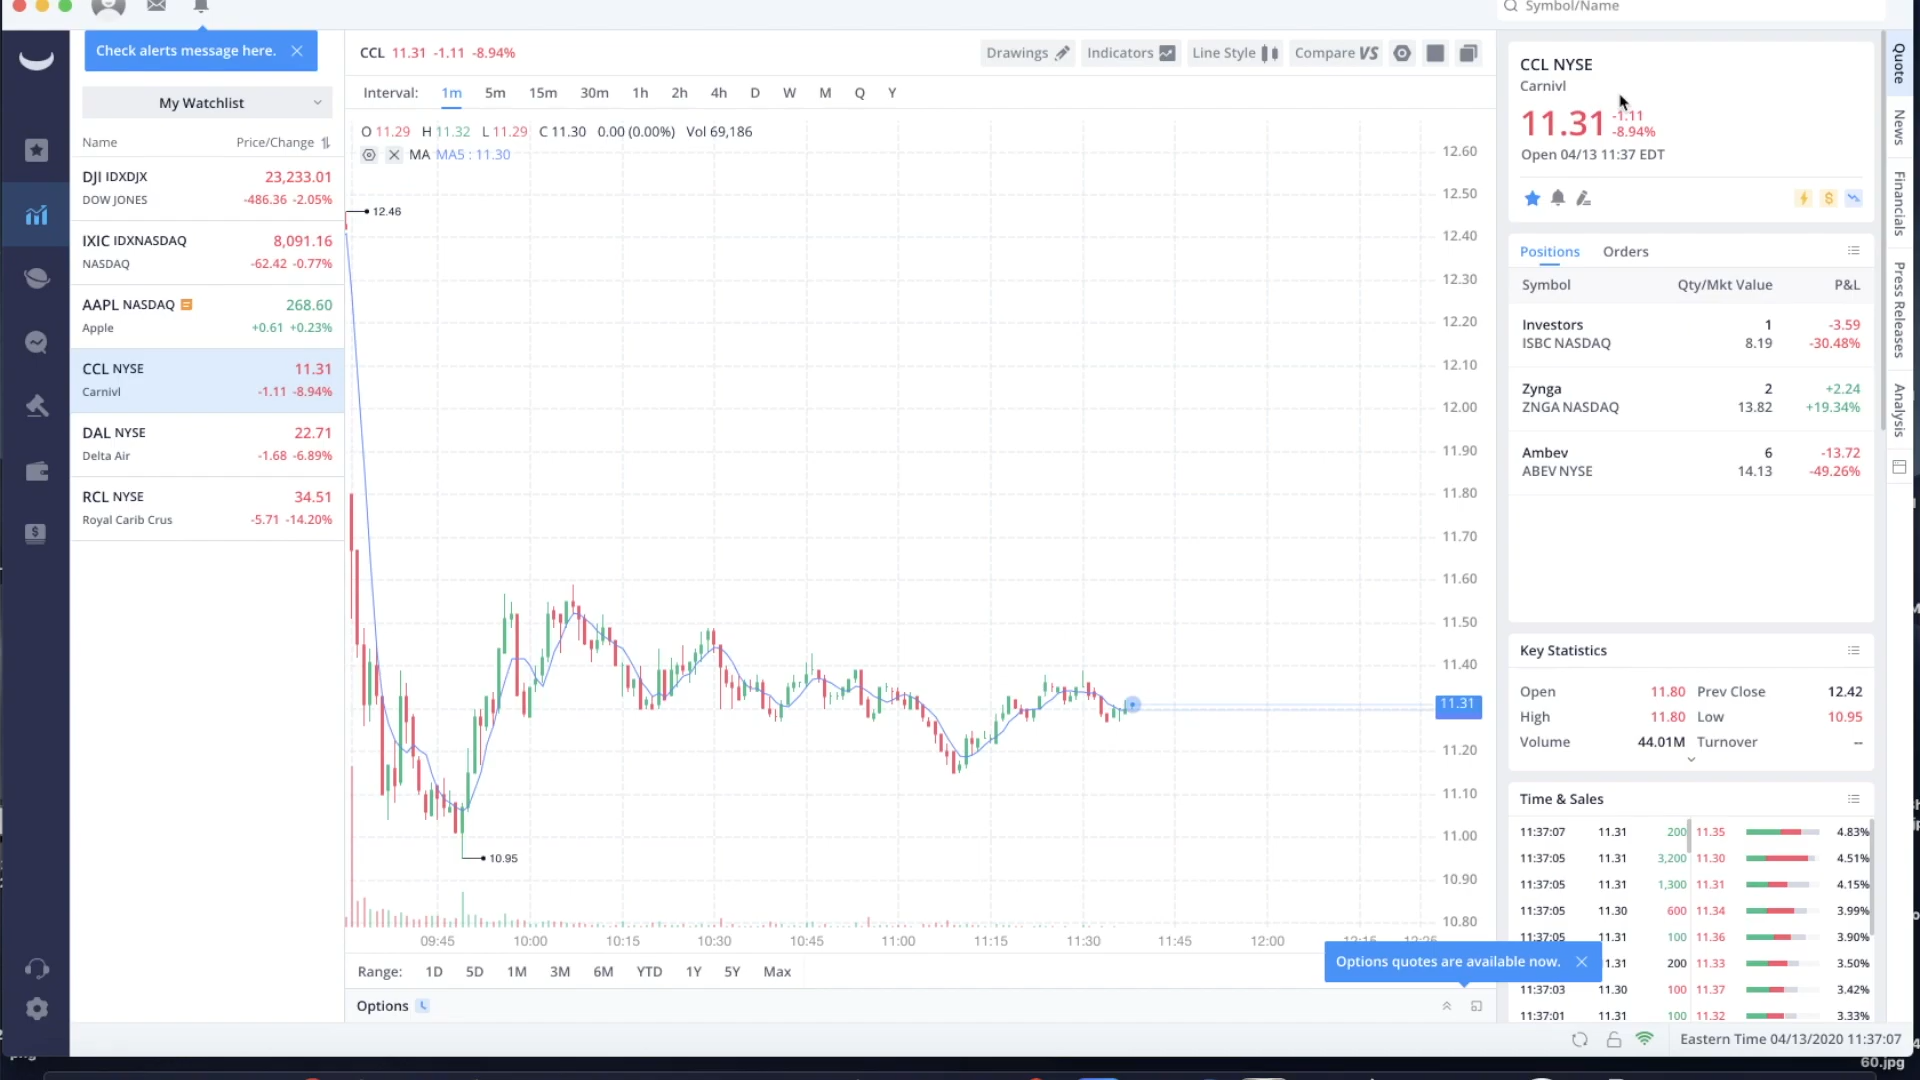 Symbol/Name
Check alerts message here.
My Watchlist
Name Price/Change
DJI IDXDJX 23,233.01
DOW JONES -486.36 -2.05%
IXIC IDXNASDAQ 8,091.16
NASDAQ -62.42 -0.77%
AAPL NASDAQ 268.60
Apple +0.61 +0.23%
CCL NYSE 11.31
Carnivl -1.11 -8.94%
DAL NYSE 22.71
Delta Air -1.68 -6.89%
RCL NYSE 34.51
Royal Carib Crus -5.71 -14.20%
CCL 11.31 -1.11 -8.94%
Drawings Indicators Line Style Compare VS
Interval: 1m 5m 15m 30m 1h 2h 4h D W M Q Y
O 11.29 H 11.32 L 11.29 C 11.30 0.00 (0.00%) Vol 69,186
MA MA5 : 11.30
12.46
10.95
12.60
12.50
12.40
12.30
12.20
12.10
12.00
11.90
11.80
11.70
11.60
11.50
11.40
11.31
11.20
11.10
11.00
10.90
10.80
09:45 10:00 10:15 10:30 10:45 11:00 11:15 11:30 11:45 12:00
Range: 1D 5D 1M 3M 6M YTD 1Y 5Y Max
Options quotes are available now.
Options L
CCL NYSE
Carnivl
11.31 -1.11
-8.94%
Open 04/13 11:37 EDT
Positions Orders
Symbol Qty/Mkt Value P&L
Investors 1 -3.59
ISBC NASDAQ 8.19 -30.48%
Zynga 2 +2.24
ZNGA NASDAQ 13.82 +19.34%
Ambev 6 -13.72
ABEV NYSE 14.13 -49.26%
Key Statistics
Open 11.80 Prev Close 12.42
High 11.80 Low 10.95
Volume 44.01M Turnover --
Time & Sales
11:37:07 11.31 200 11.35 4.83%
11:37:05 11.31 3,200 11.30 4.51%
11:37:05 11.31 1,300 11.31 4.15%
11:37:05 11.30 600 11.34 3.99%
11:37:05 11.31 100 11.36 3.90%
1.31 200 11.33 3.50%
11:37:03 11.30 100 11.37 3.42%
11:37:01 11.31 100 11.32 3.33%
Quote
News
Financials
Press Releases
Analysis
Eastern Time 04/13/2020 11:37:07
60.jpg